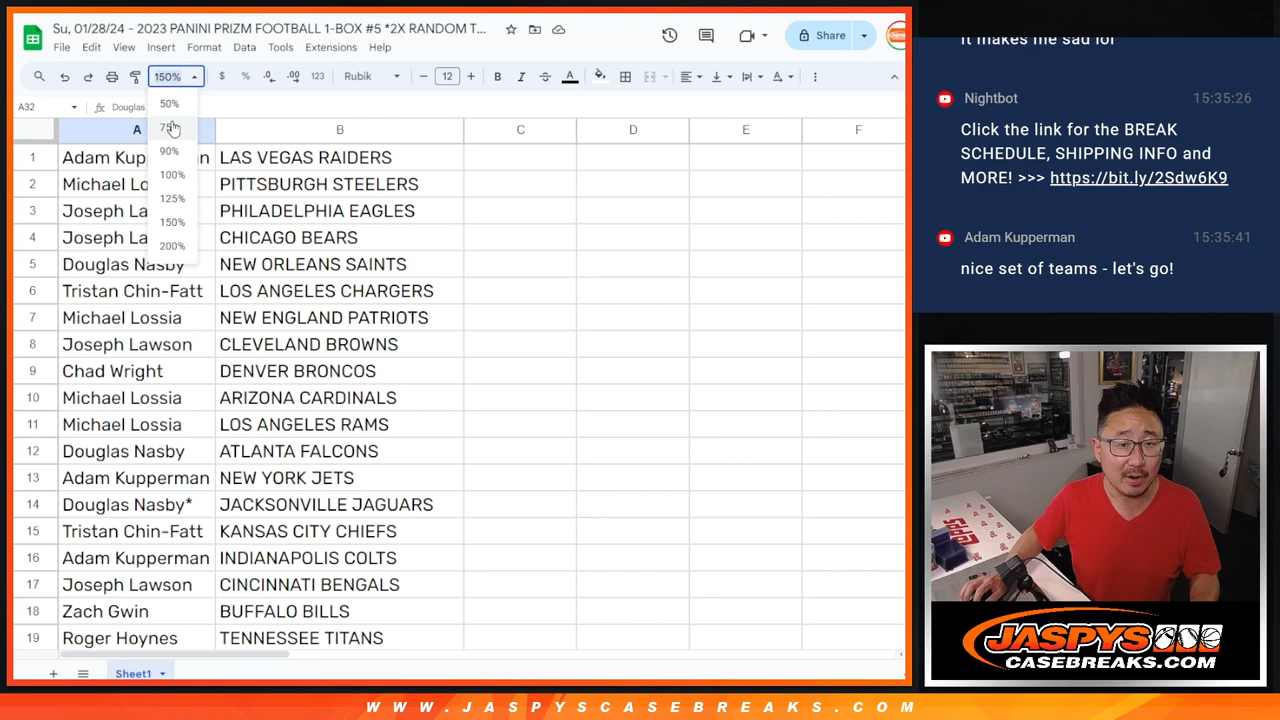 Su, 01/28/24 - 2023 PANINI PRIZM FOOTBALL 1-BOX #5 *2X RANDOM T...
File Edit View Insert Format Data Tools Extensions Help
Share
150% $ % .0 .00 123 Rubik 12 B I A
A32 fx Douglas
50%
75%
90%
100%
125%
150%
200%
A B C D E F
1 Adam Kup n LAS VEGAS RAIDERS
2 Michael Lo PITTSBURGH STEELERS
3 Joseph La PHILADELPHIA EAGLES
4 Joseph La CHICAGO BEARS
5 Douglas Nasby NEW ORLEANS SAINTS
6 Tristan Chin-Fatt LOS ANGELES CHARGERS
7 Michael Lossia NEW ENGLAND PATRIOTS
8 Joseph Lawson CLEVELAND BROWNS
9 Chad Wright DENVER BRONCOS
10 Michael Lossia ARIZONA CARDINALS
11 Michael Lossia LOS ANGELES RAMS
12 Douglas Nasby ATLANTA FALCONS
13 Adam Kupperman NEW YORK JETS
14 Douglas Nasby* JACKSONVILLE JAGUARS
15 Tristan Chin-Fatt KANSAS CITY CHIEFS
16 Adam Kupperman INDIANAPOLIS COLTS
17 Joseph Lawson CINCINNATI BENGALS
18 Zach Gwin BUFFALO BILLS
19 Roger Hoynes TENNESSEE TITANS
Sheet1
it makes me sad lol
Nightbot 15:35:26
Click the link for the BREAK
SCHEDULE, SHIPPING INFO and
MORE! >>> https://bit.ly/2Sdw6K9
Adam Kupperman 15:35:41
nice set of teams - let's go!
JASPYS
CASEBREAKS.COM
WWW.JASPYSCASEBREAKS.COM